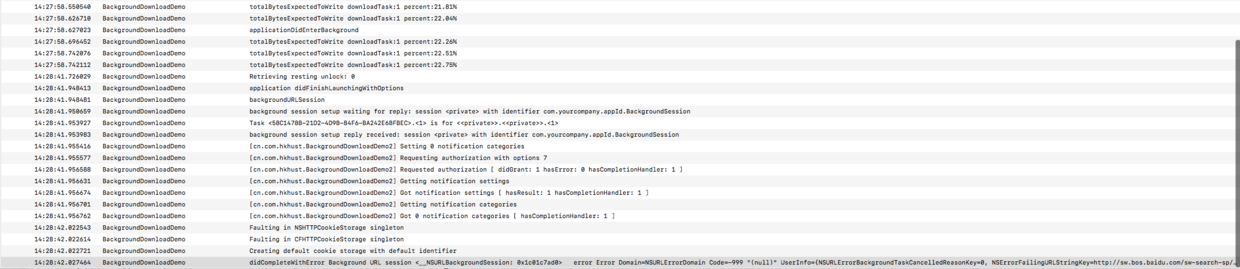 14:27:58.550540 BackgroundDownloadDemo totalBytesExpectedToWrite downloadTask:1 percent:21.81%
14:27:58.626710 BackgroundDownloadDemo totalBytesExpectedToWrite downloadTask:1 percent:22.04%
14:27:58.627023 BackgroundDownloadDemo applicationDidEnterBackground
14:27:58.696452 BackgroundDownloadDemo totalBytesExpectedToWrite downloadTask:1 percent:22.26%
14:27:58.742076 BackgroundDownloadDemo totalBytesExpectedToWrite downloadTask:1 percent:22.51%
14:27:58.742112 BackgroundDownloadDemo totalBytesExpectedToWrite downloadTask:1 percent:22.75%
14:28:41.726029 BackgroundDownloadDemo Retrieving resting unlock: 0
14:28:41.948413 BackgroundDownloadDemo application didFinishLaunchingWithOptions
14:28:41.948481 BackgroundDownloadDemo backgroundURLSession
14:28:41.950659 BackgroundDownloadDemo background session setup waiting for reply: session <private> with identifier com.yourcompany.appId.BackgroundSession
14:28:41.953927 BackgroundDownloadDemo Task <58C1478B-21D2-4D9B-84F6-BA242E6BFBEC>.<1> is for <<private>>.<<private>>.<1>
14:28:41.953983 BackgroundDownloadDemo background session setup reply received: session <private> with identifier com.yourcompany.appId.BackgroundSession
14:28:41.955416 BackgroundDownloadDemo [cn.com.hkhust.BackgroundDownloadDemo2] Setting 0 notification categories
14:28:41.955577 BackgroundDownloadDemo [cn.com.hkhust.BackgroundDownloadDemo2] Requesting authorization with options 7
14:28:41.956588 BackgroundDownloadDemo [cn.com.hkhust.BackgroundDownloadDemo2] Requested authorization [ didGrant: 1 hasError: 0 hasCompletionHandler: 1 ]
14:28:41.956631 BackgroundDownloadDemo [cn.com.hkhust.BackgroundDownloadDemo2] Getting notification settings
14:28:41.956674 BackgroundDownloadDemo [cn.com.hkhust.BackgroundDownloadDemo2] Got notification settings [ hasResult: 1 hasCompletionHandler: 1 ]
14:28:41.956701 BackgroundDownloadDemo [cn.com.hkhust.BackgroundDownloadDemo2] Getting notification categories
14:28:41.956762 BackgroundDownloadDemo [cn.com.hkhust.BackgroundDownloadDemo2] Got 0 notification categories [ hasCompletionHandler: 1 ]
14:28:42.022543 BackgroundDownloadDemo Faulting in NSHTTPCookieStorage singleton
14:28:42.022614 BackgroundDownloadDemo Faulting in CFHTTPCookieStorage singleton
14:28:42.022721 BackgroundDownloadDemo Creating default cookie storage with default identifier
14:28:42.027464 BackgroundDownloadDemo didCompleteWithError Background URL session <__NSURLBackgroundSession: 0x1c01c7ad0> error Error Domain=NSURLErrorDomain Code=-999 "(null)" UserInfo={NSURLErrorBackgroundTaskCancelledReasonKey=0, NSErrorFailingURLStringKey=http://sw.bos.baidu.com/sw-search-sp/…